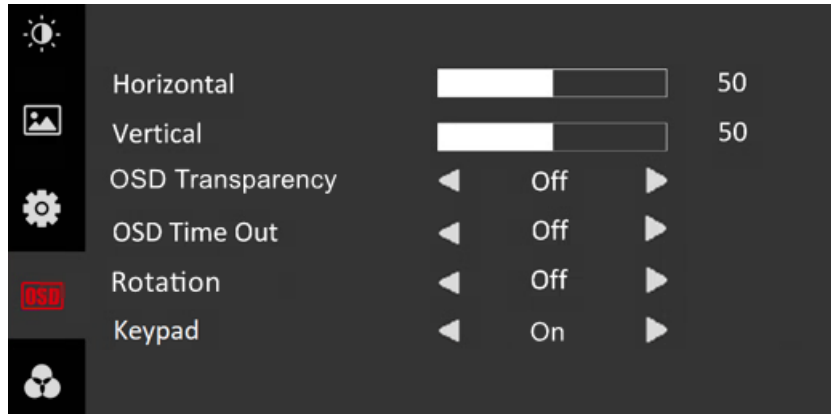 Horizontal 50
Vertical 50
OSD Transparency Off
OSD Time Out Off
OSD Rotation Off
Keypad On